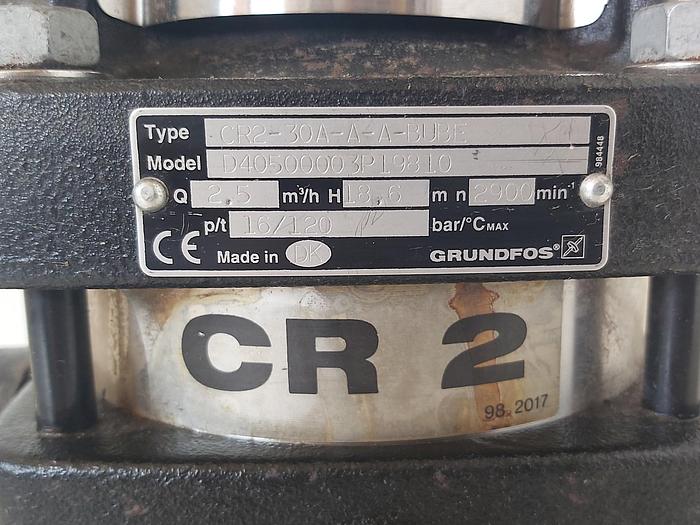 Type CR2-30A-A-A-BUBE
Model D40500003P19810
Q 2,5 m³/h H 18,6 m n 2900 min⁻¹
p/t 16/120 bar/°CMAX
CE Made in DK GRUNDFOS®
984448
CR 2
98. 2017